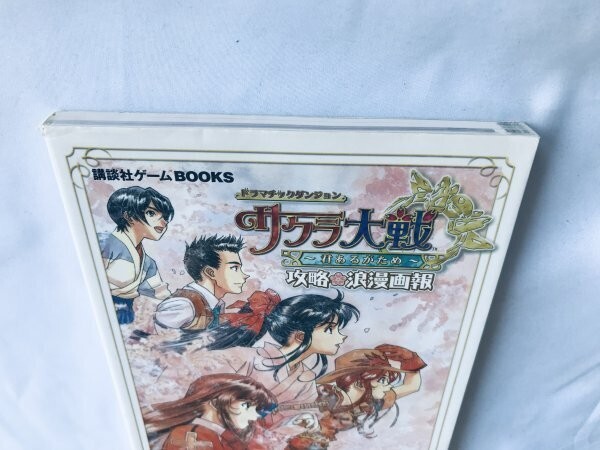 講談社ゲームBOOKS
ドラマチックダンジョン
サクラ大戦
～君あるがため～
攻略浪漫画報